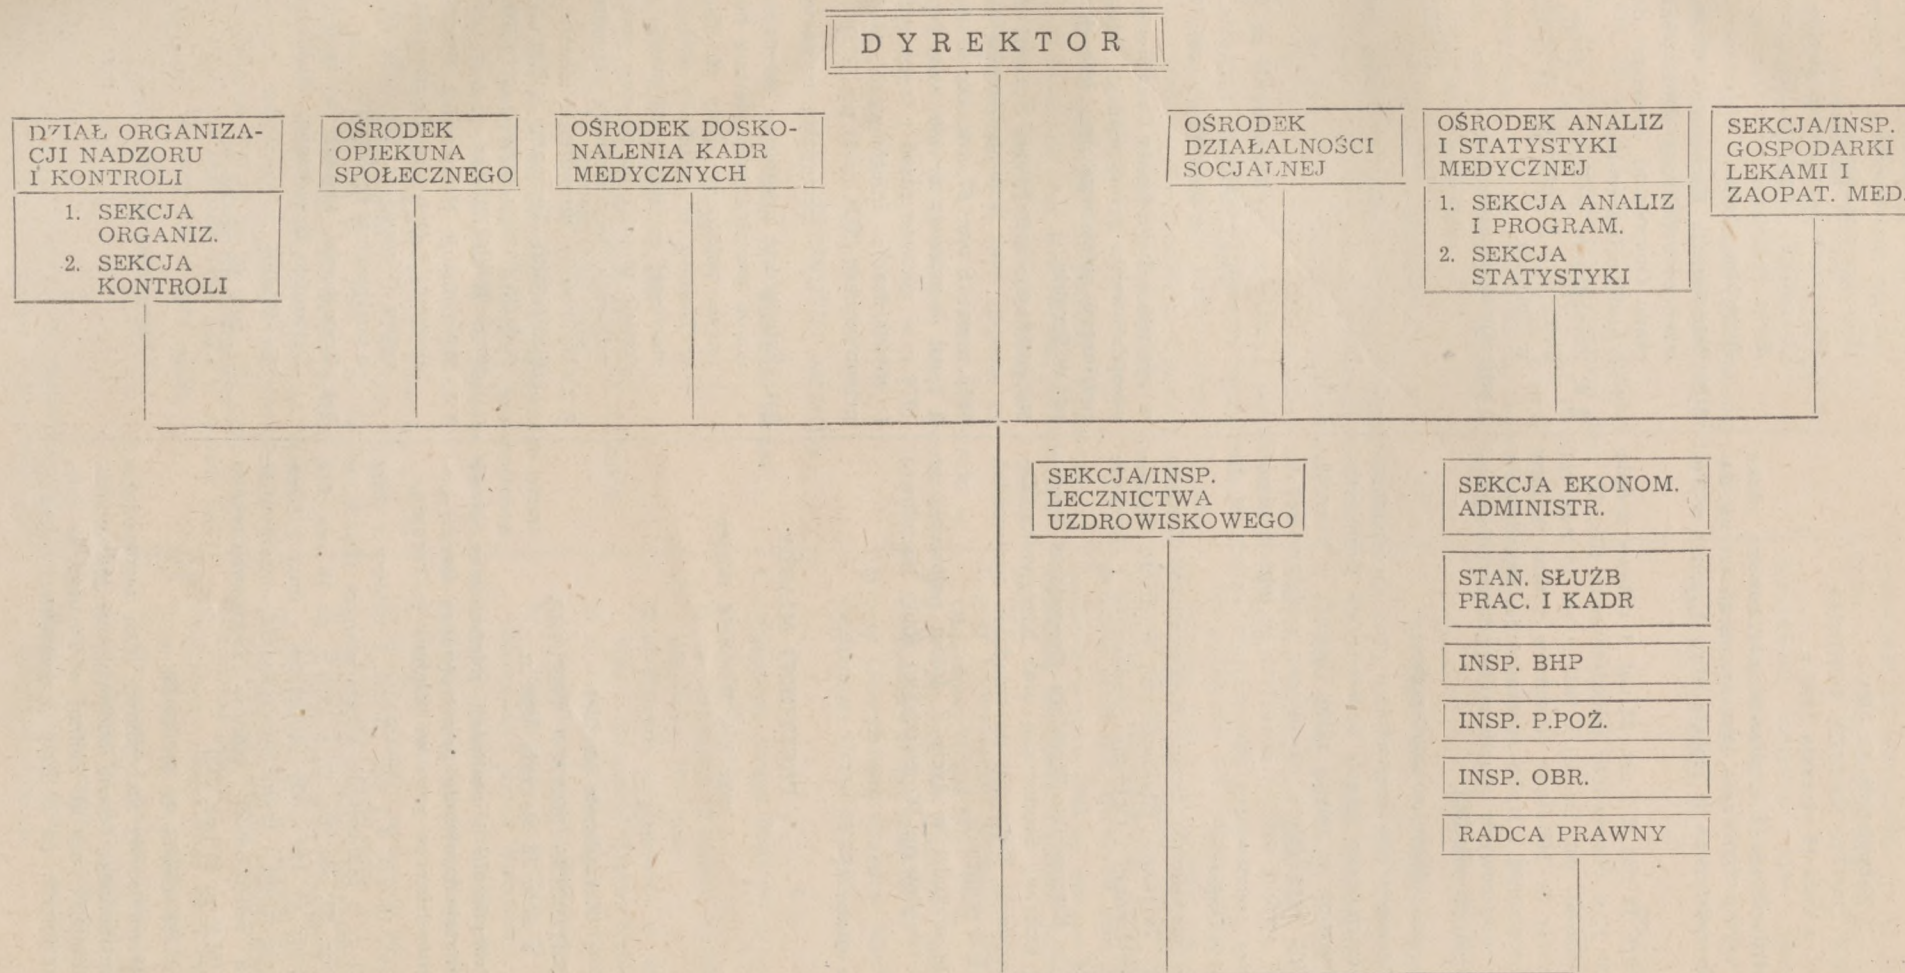 DYREKTOR
DZIAŁ ORGANIZA-
CJI NADZORU
I KONTROLI
1. SEKCJA
ORGANIZ.
2. SEKCJA
KONTROLI
OŚRODEK
OPIEKUNA
SPOŁECZNEGO
OŚRODEK DOSKO-
NALENIA KADR
MEDYCZNYCH
OŚRODEK
DZIAŁALNOŚCI
SOCJALNEJ
OŚRODEK ANALIZ
I STATYSTYKI
MEDYCZNEJ
1. SEKCJA ANALIZ
I PROGRAM.
2. SEKCJA
STATYSTYKI
SEKCJA/INSP.
GOSPODARKI
LEKAMI I
ZAOPAT. MED.
SEKCJA/INSP.
LECZNICTWA
UZDROWISKOWEGO
SEKCJA EKONOM.
ADMINISTR.
STAN. SŁUŻB
PRAC. I KADR
INSP. BHP
INSP. P.POŻ.
INSP. OBR.
RADCA PRAWNY